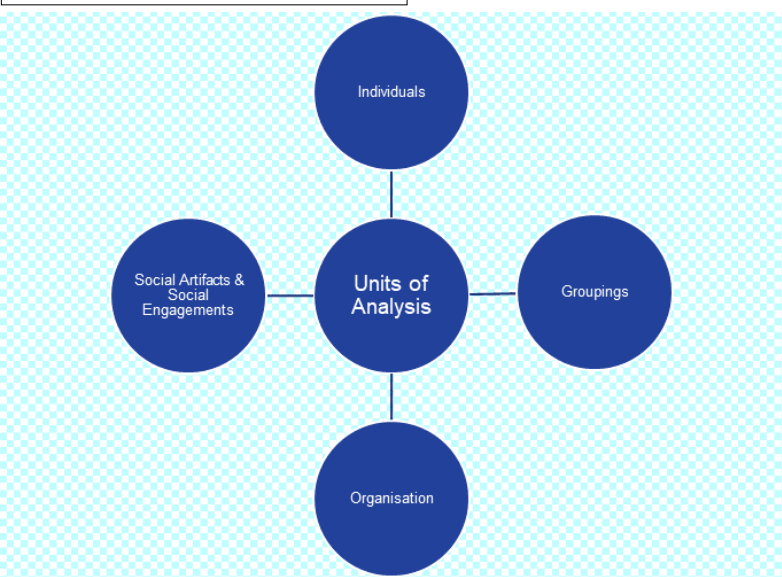 Individuals
Social Artifacts &
Social
Engagements
Units of
Analysis
Groupings
Organisation